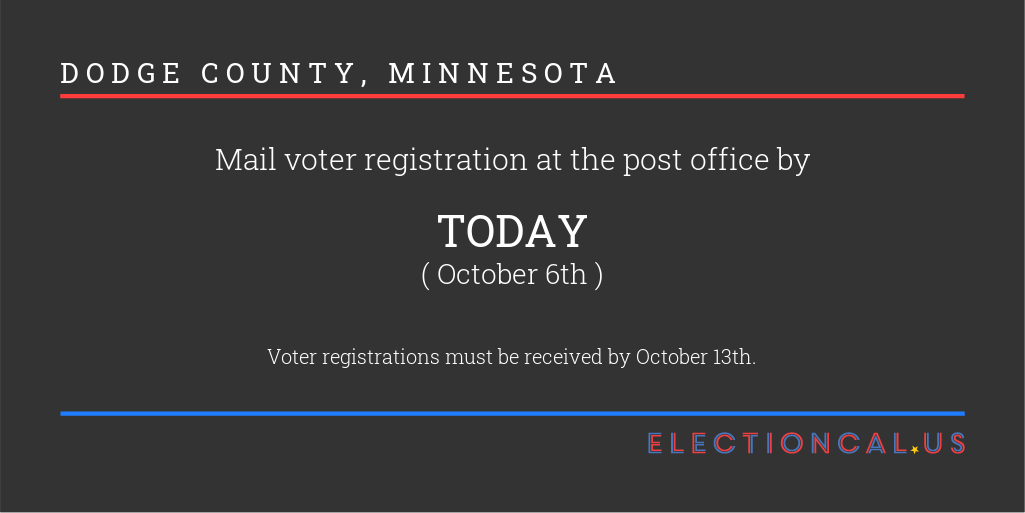 DODGE COUNTY, MINNESOTA
Mail voter registration at the post office by
TODAY
( October 6th )
Voter registrations must be received by October 13th.
ELECTIONCAL.US